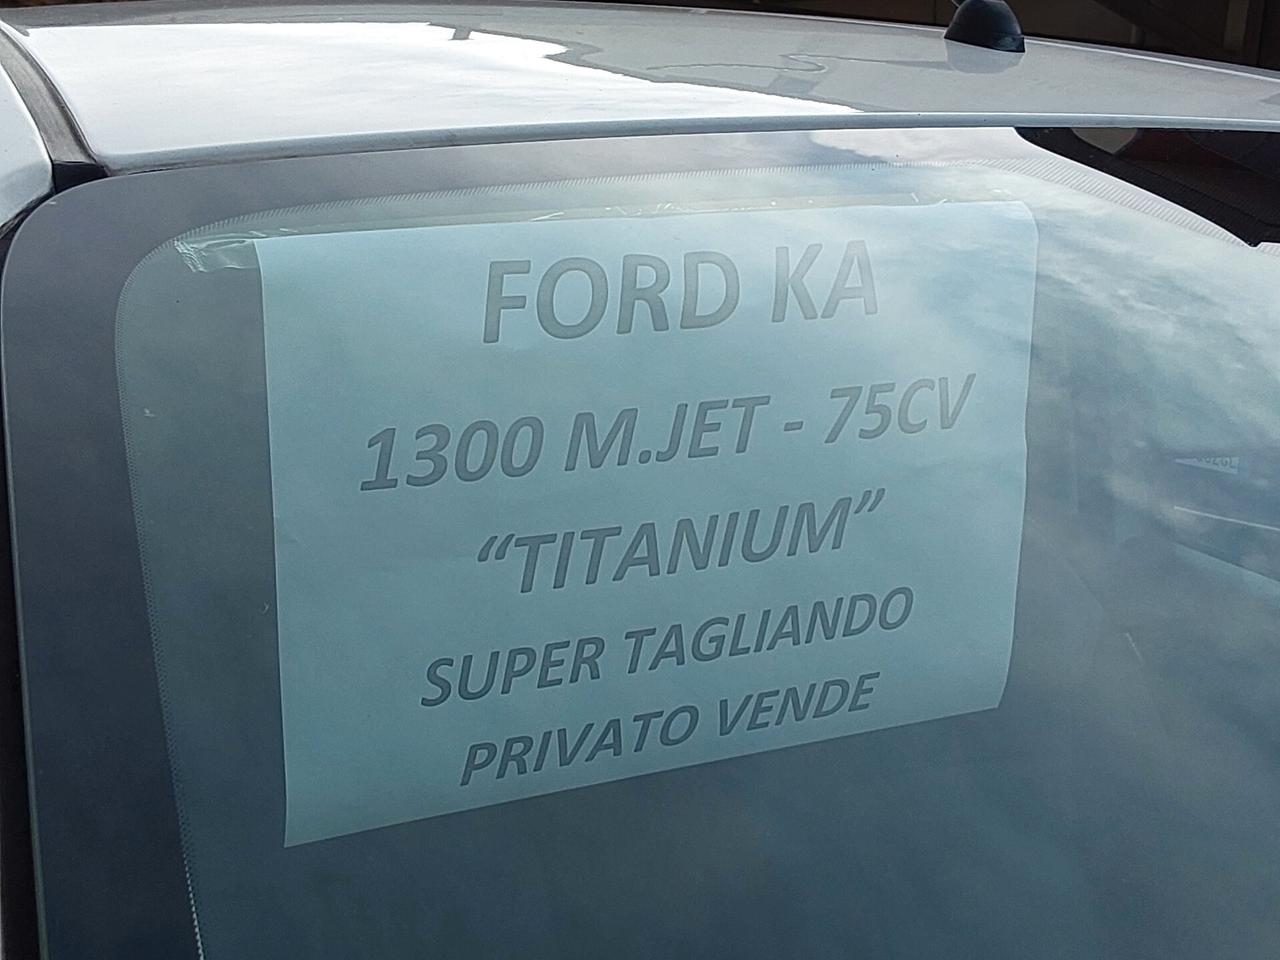 FORD KA
1300 M.JET - 75CV
“TITANIUM”
SUPER TAGLIANDO
PRIVATO VENDE